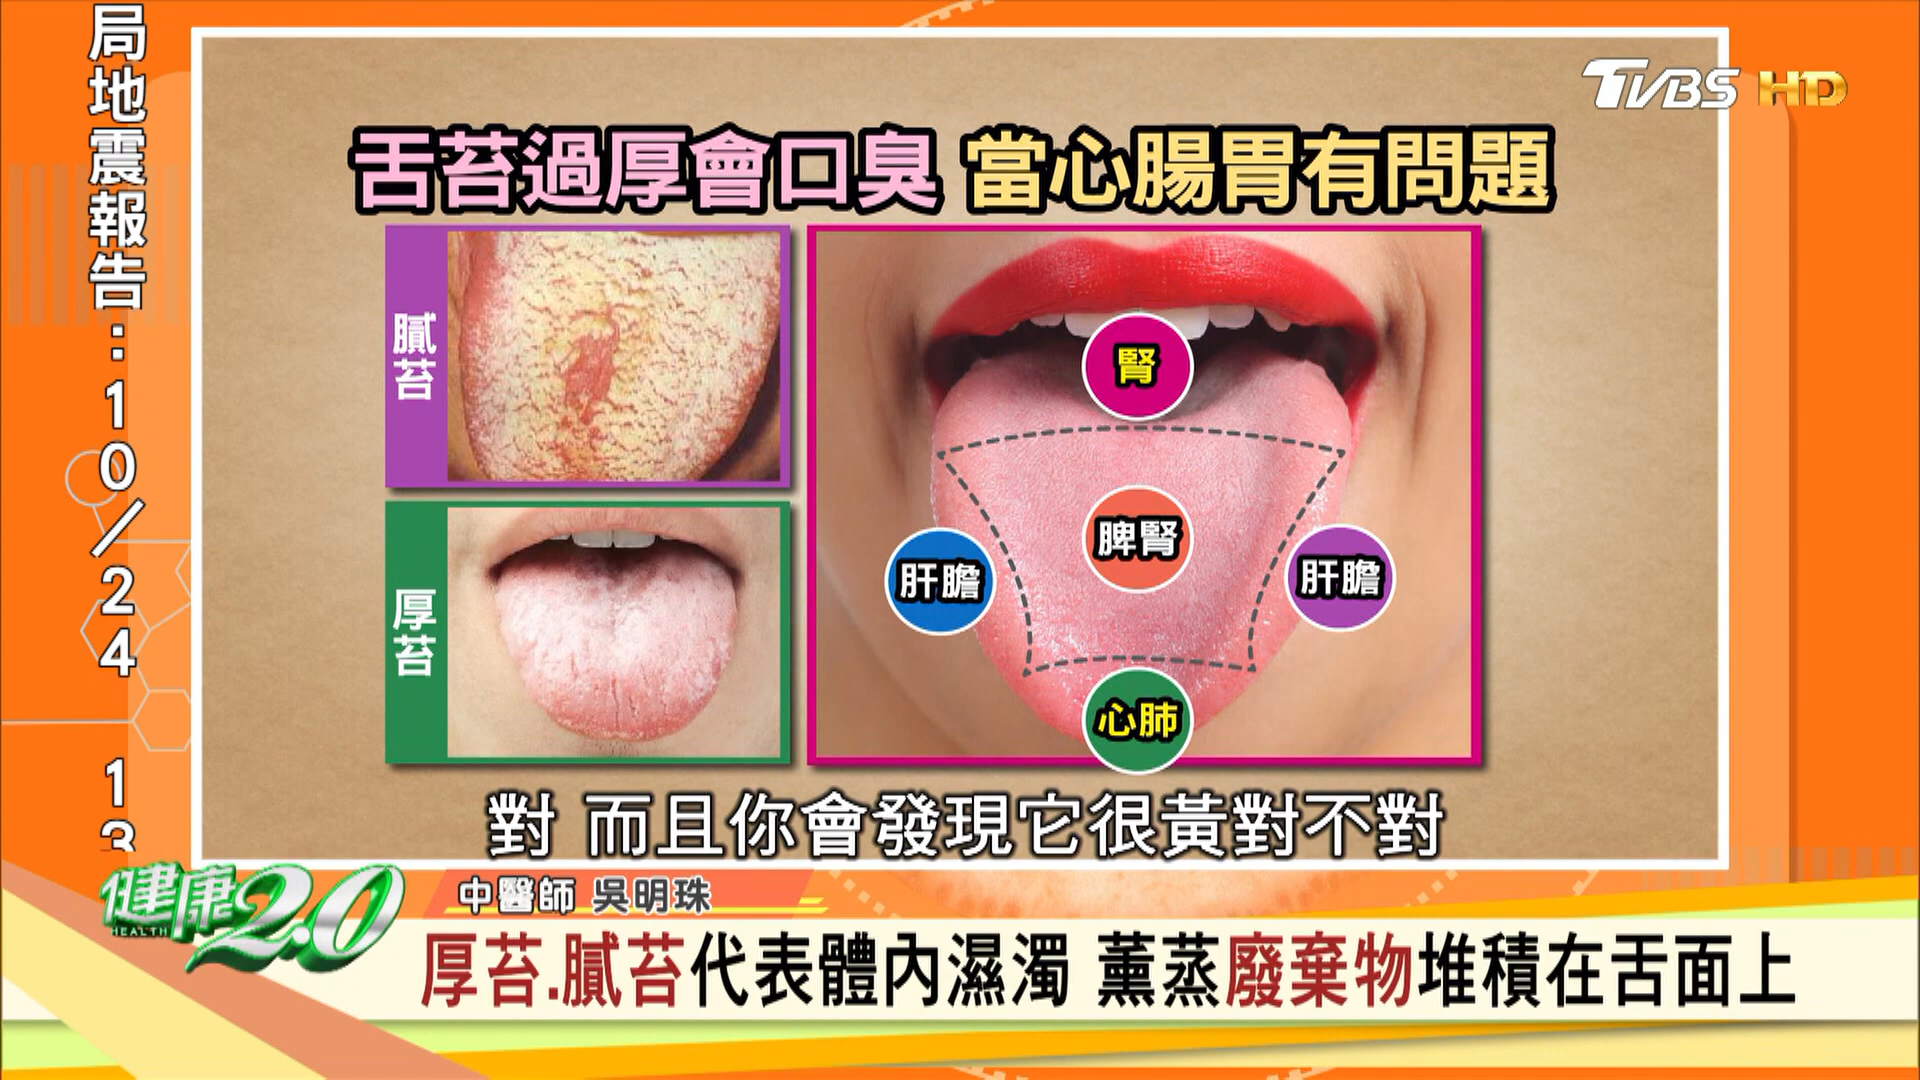 局地震報告:10/24 13
TVBS HD
舌苔過厚會口臭 當心腸胃有問題
膩苔
厚苔
腎
脾腎
肝膽
肝膽
心肺
對 而且你會發現它很黃對不對
健康2.0
HEALTH
中醫師 吳明珠
厚苔.膩苔代表體內濕濁 薰蒸廢棄物堆積在舌面上